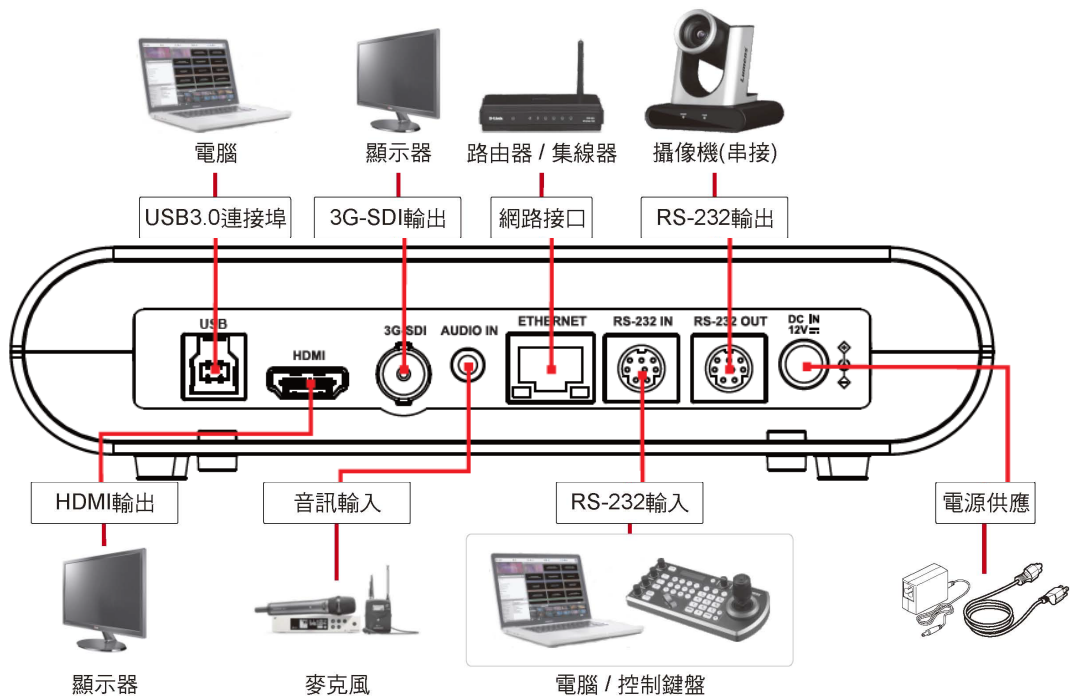 電腦
顯示器
路由器 / 集線器
攝像機(串接)
USB3.0連接埠
3G-SDI輸出
網路接口
RS-232輸出
USB
HDMI
3G-SDI
AUDIO IN
ETHERNET
RS-232 IN
RS-232 OUT
DC IN
12V
HDMI輸出
音訊輸入
RS-232輸入
電源供應
顯示器
麥克風
電腦 / 控制鍵盤
Lumens
D-Link